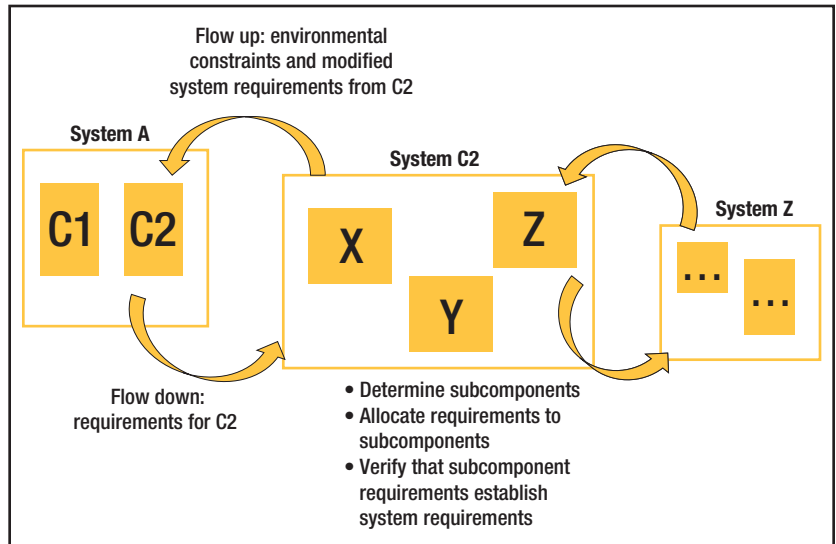 Flow up: environmental
constraints and modified
system requirements from C2
System A
System C2
System Z
C1
C2
X
Y
Z
...
...
Flow down:
requirements for C2
• Determine subcomponents
• Allocate requirements to
subcomponents
• Verify that subcomponent
requirements establish
system requirements